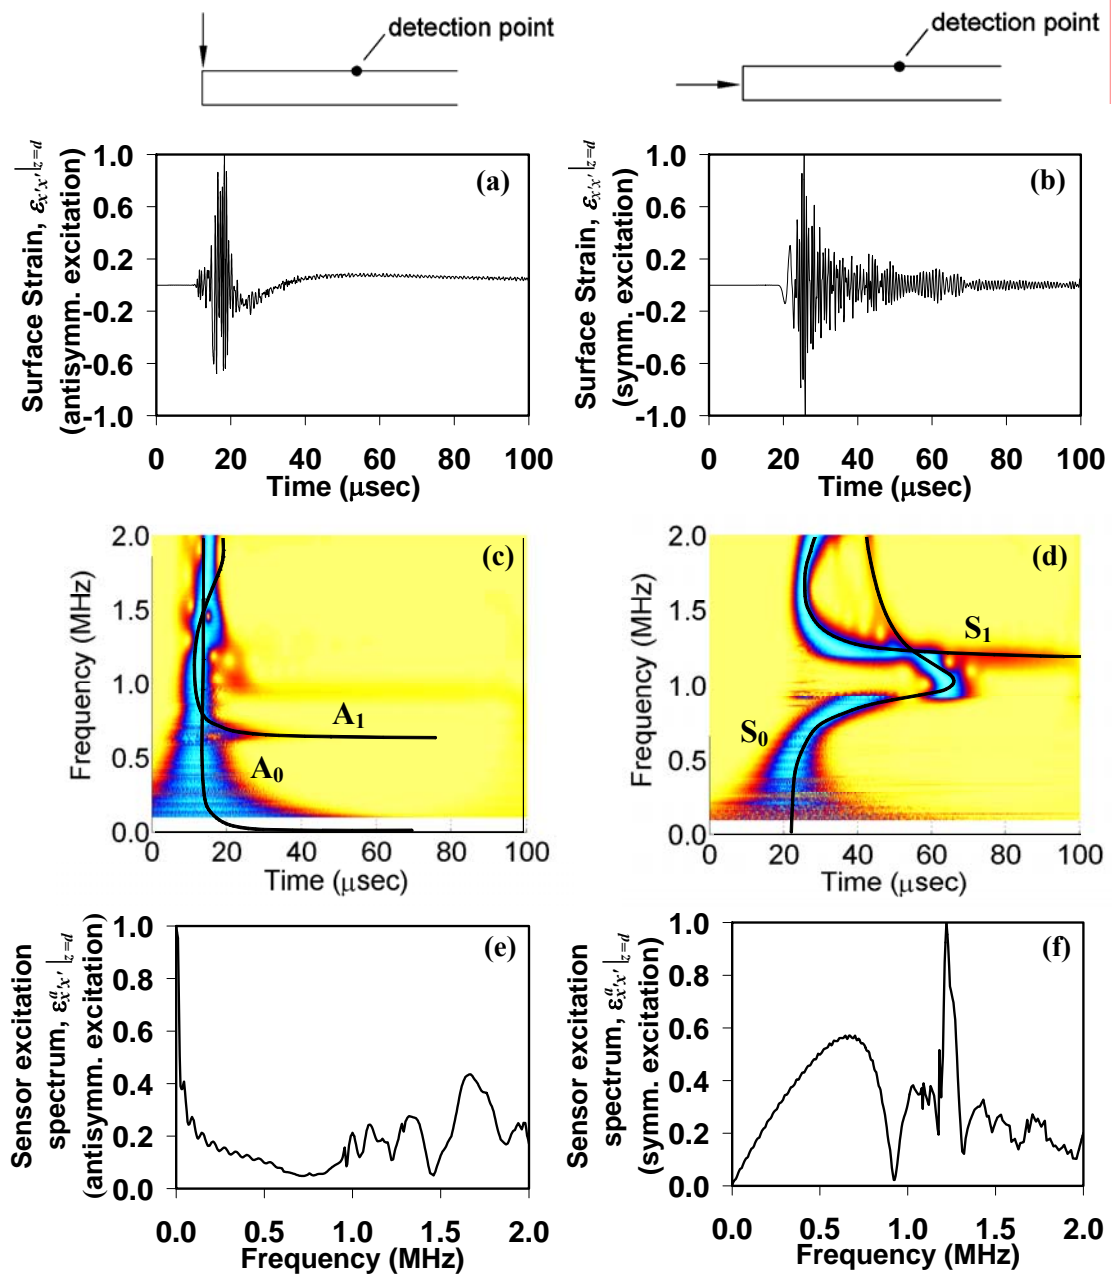 detection point
detection point
Surface Strain, εx'x'|z=d
(antisymm. excitation)
1.0
0.6
0.2
-0.2
-0.6
-1.0
(a)
0 20 40 60 80 100
Time (μsec)
Surface Strain, εx'x'|z=d
(symm. excitation)
1.0
0.6
0.2
-0.2
-0.6
-1.0
(b)
0 20 40 60 80 100
Time (μsec)
Frequency (MHz)
2.0
1.5
1.0
0.5
0.0
(c)
A1
A0
0 20 40 60 80 100
Time (μsec)
Frequency (MHz)
2.0
1.5
1.0
0.5
0.0
(d)
S1
S0
0 20 40 60 80 100
Time (μsec)
Sensor excitation
spectrum, εᵃx'x'|z=d
(antisymm. excitation)
1.0
0.8
0.6
0.4
0.2
0.0
(e)
0.0 0.5 1.0 1.5 2.0
Frequency (MHz)
Sensor excitation
spectrum, εᵃx'x'|z=d
(symm. excitation)
1.0
0.8
0.6
0.4
0.2
0.0
(f)
0.0 0.5 1.0 1.5 2.0
Frequency (MHz)